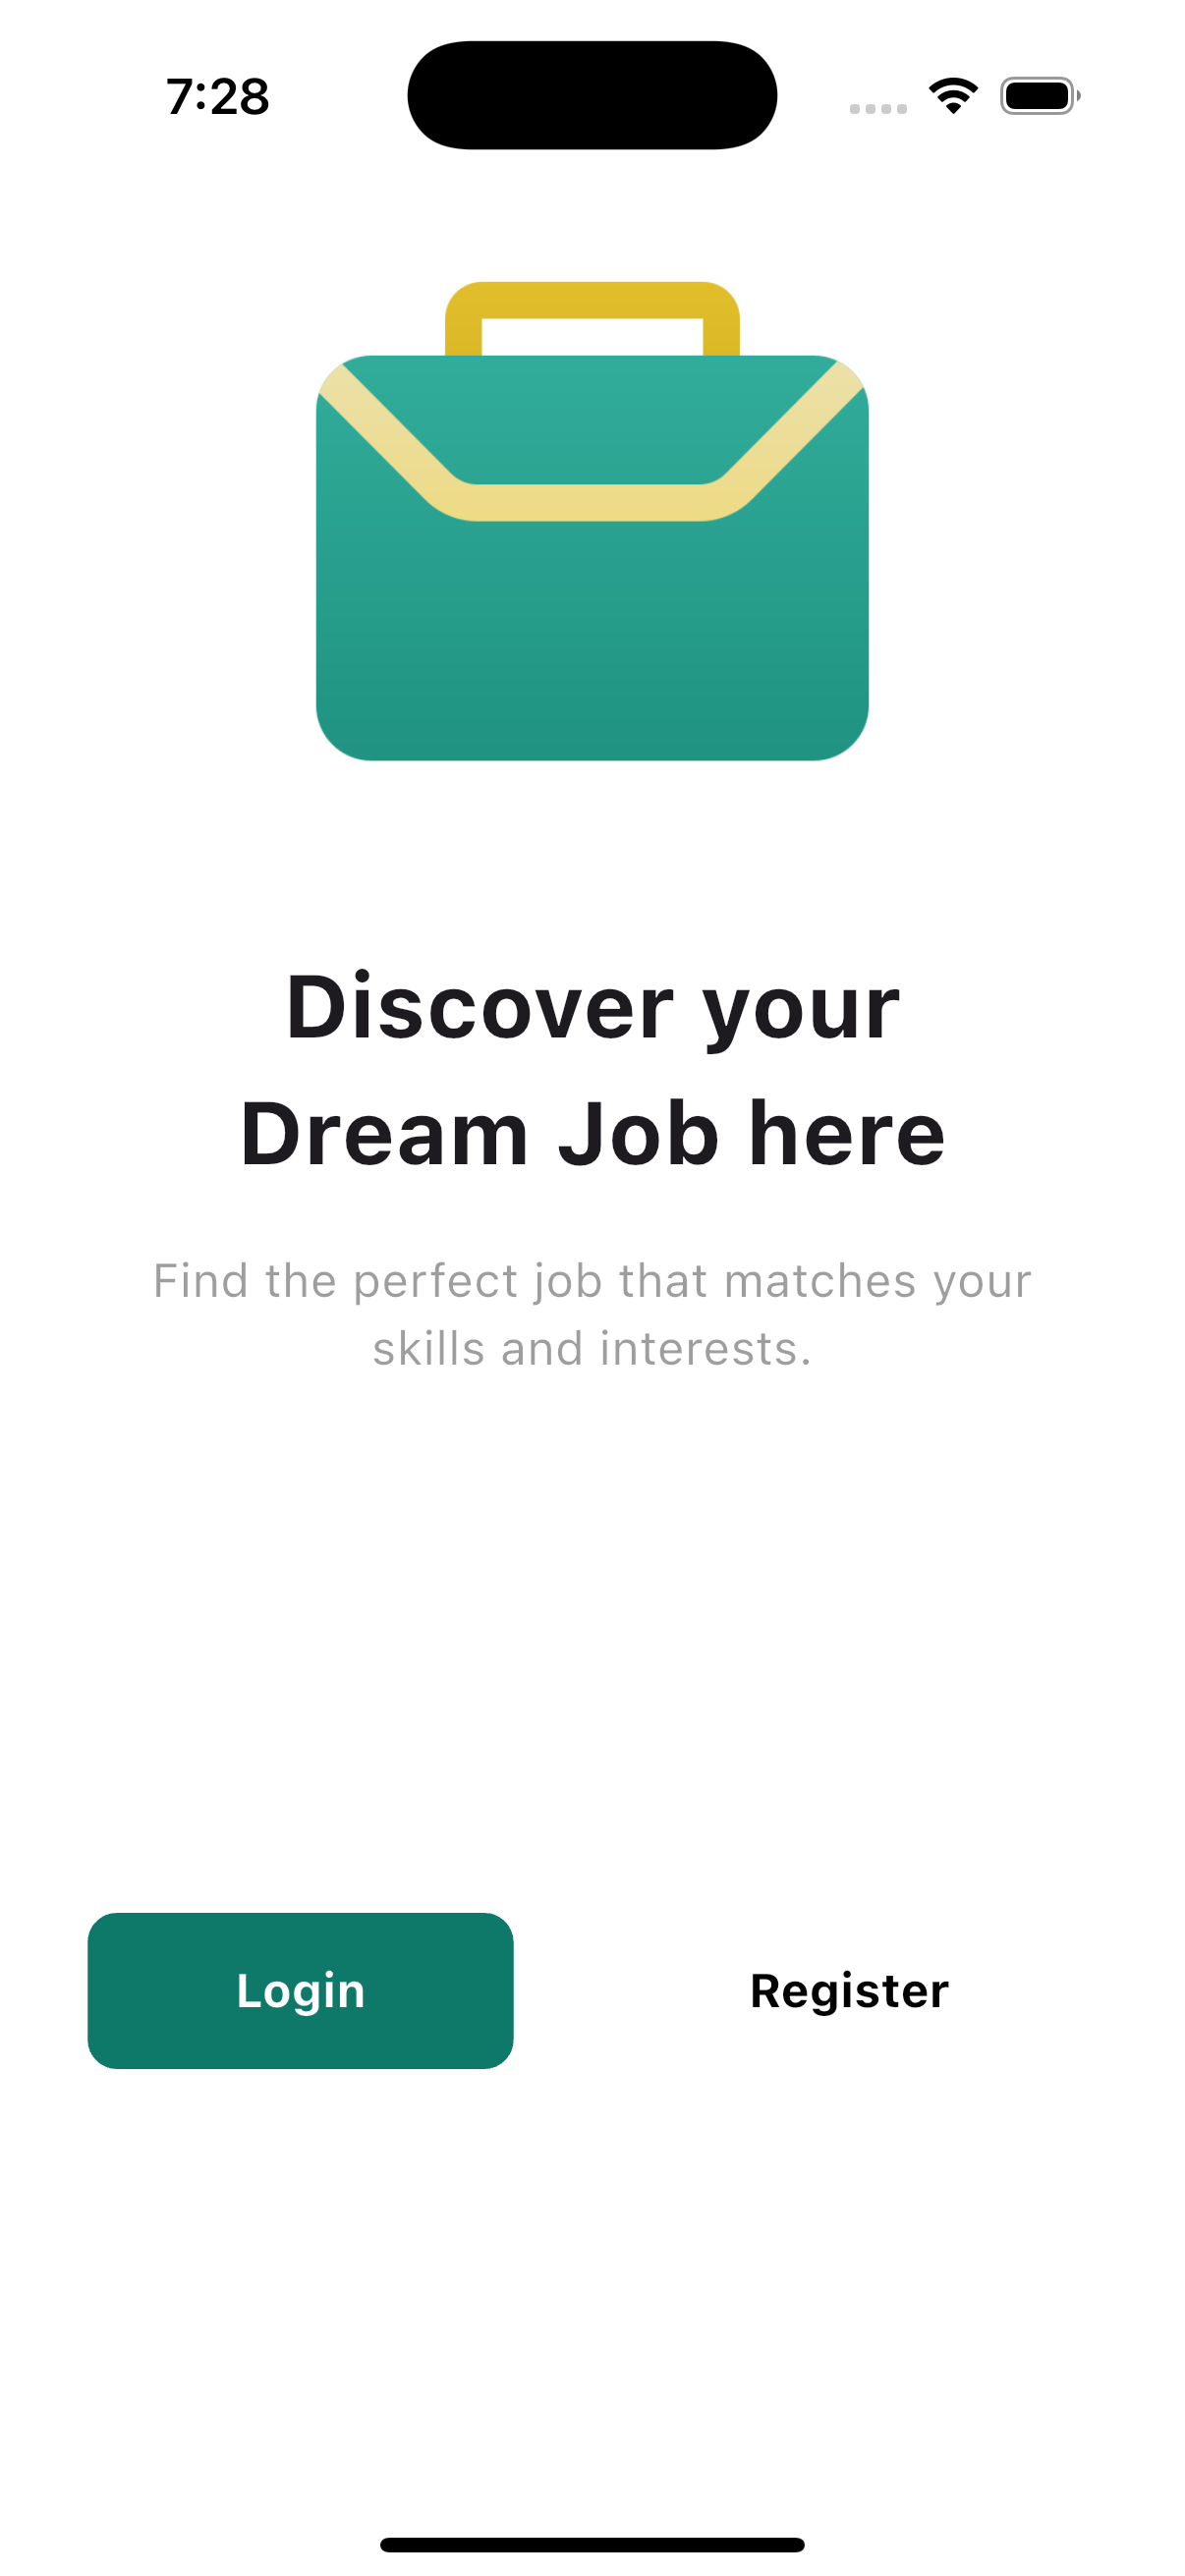 7:28
Discover your
Dream Job here
Find the perfect job that matches your
skills and interests.
Login
Register